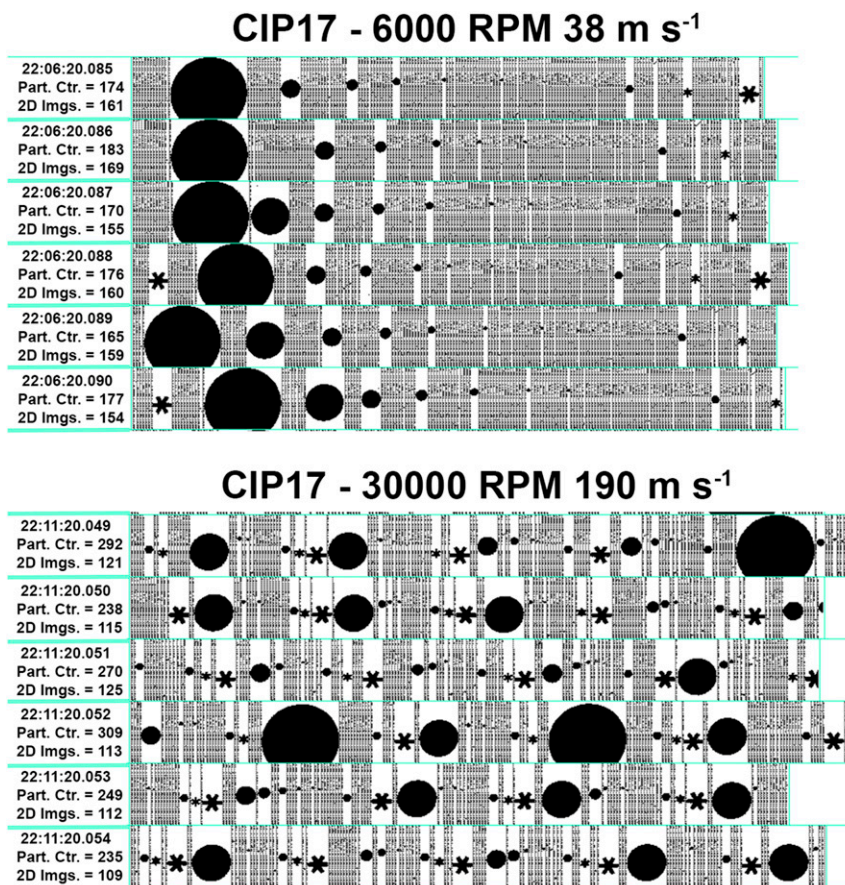 CIP17 - 6000 RPM 38 m s⁻¹
22:06:20.085
Part. Ctr. = 174
2D Imgs. = 161
22:06:20.086
Part. Ctr. = 183
2D Imgs. = 169
22:06:20.087
Part. Ctr. = 170
2D Imgs. = 155
22:06:20.088
Part. Ctr. = 176
2D Imgs. = 160
22:06:20.089
Part. Ctr. = 165
2D Imgs. = 159
22:06:20.090
Part. Ctr. = 177
2D Imgs. = 154
CIP17 - 30000 RPM 190 m s⁻¹
22:11:20.049
Part. Ctr. = 292
2D Imgs. = 121
22:11:20.050
Part. Ctr. = 238
2D Imgs. = 115
22:11:20.051
Part. Ctr. = 270
2D Imgs. = 125
22:11:20.052
Part. Ctr. = 309
2D Imgs. = 113
22:11:20.053
Part. Ctr. = 249
2D Imgs. = 112
22:11:20.054
Part. Ctr. = 235
2D Imgs. = 109